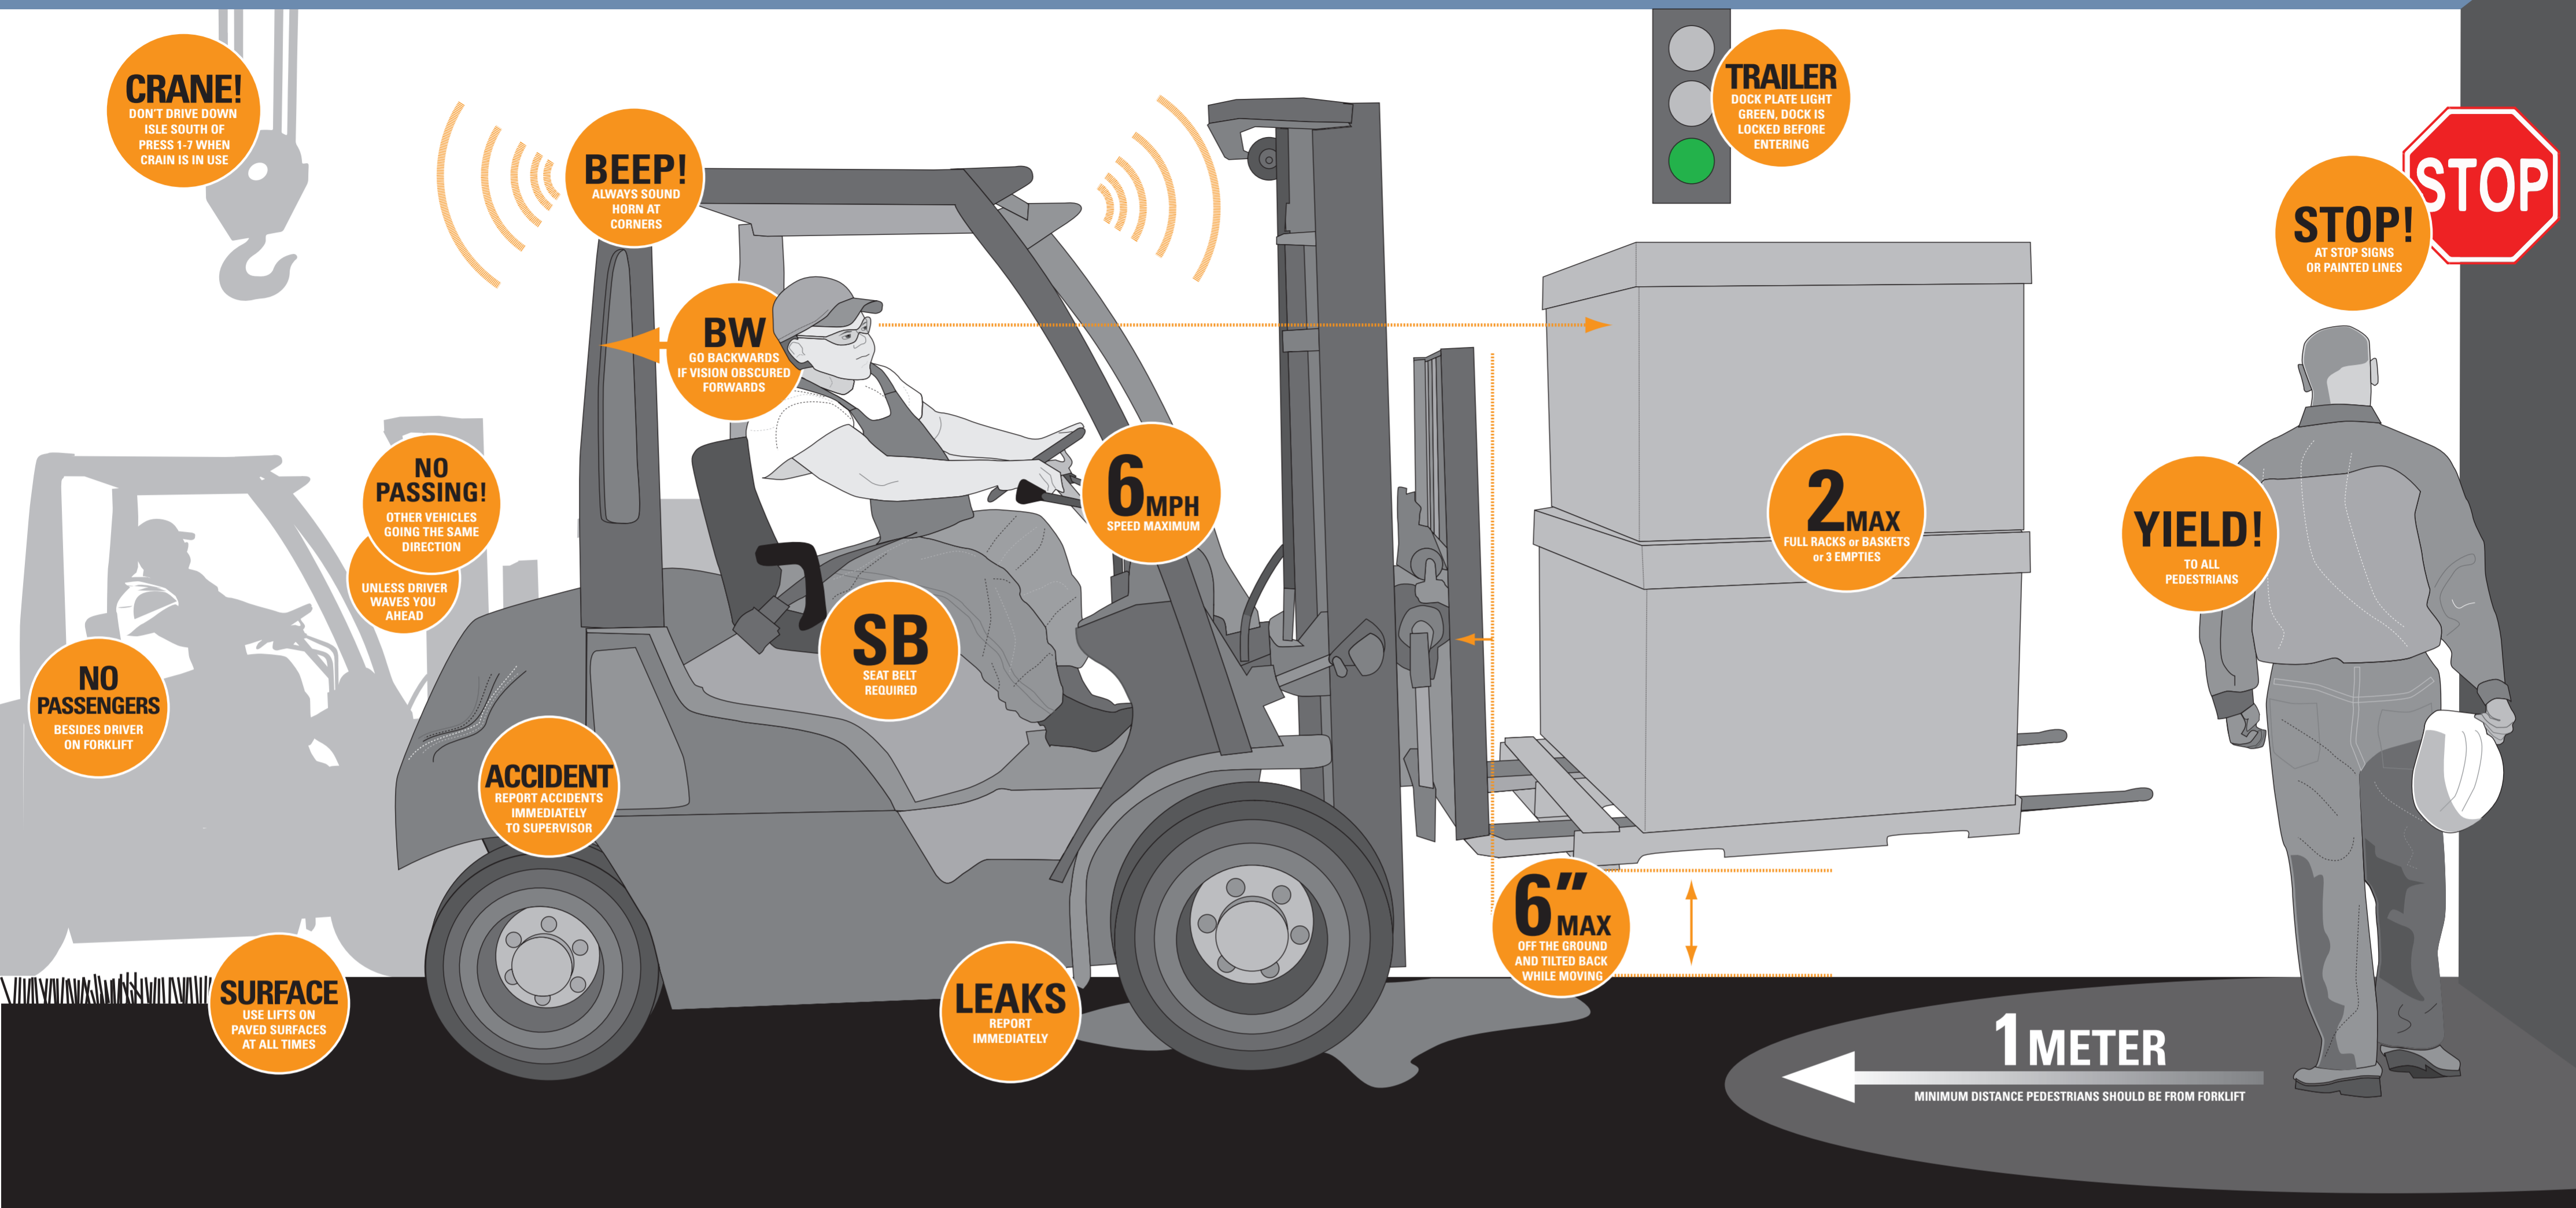 CRANE!
DON'T DRIVE DOWN
ISLE SOUTH OF
PRESS 1-7 WHEN
CRAIN IS IN USE
BEEP!
ALWAYS SOUND
HORN AT
CORNERS
TRAILER
DOCK PLATE LIGHT
GREEN, DOCK IS
LOCKED BEFORE
ENTERING
STOP
STOP!
AT STOP SIGNS
OR PAINTED LINES
BW
GO BACKWARDS
IF VISION OBSCURED
FORWARDS
NO
PASSING!
OTHER VEHICLES
GOING THE SAME
DIRECTION
UNLESS DRIVER
WAVES YOU
AHEAD
6 MPH
SPEED MAXIMUM
2 MAX
FULL RACKS or BASKETS
or 3 EMPTIES
YIELD!
TO ALL
PEDESTRIANS
NO
PASSENGERS
BESIDES DRIVER
ON FORKLIFT
SB
SEAT BELT
REQUIRED
ACCIDENT
REPORT ACCIDENTS
IMMEDIATELY
TO SUPERVISOR
6" MAX
OFF THE GROUND
AND TILTED BACK
WHILE MOVING
SURFACE
USE LIFTS ON
PAVED SURFACES
AT ALL TIMES
LEAKS
REPORT
IMMEDIATELY
1 METER
MINIMUM DISTANCE PEDESTRIANS SHOULD BE FROM FORKLIFT